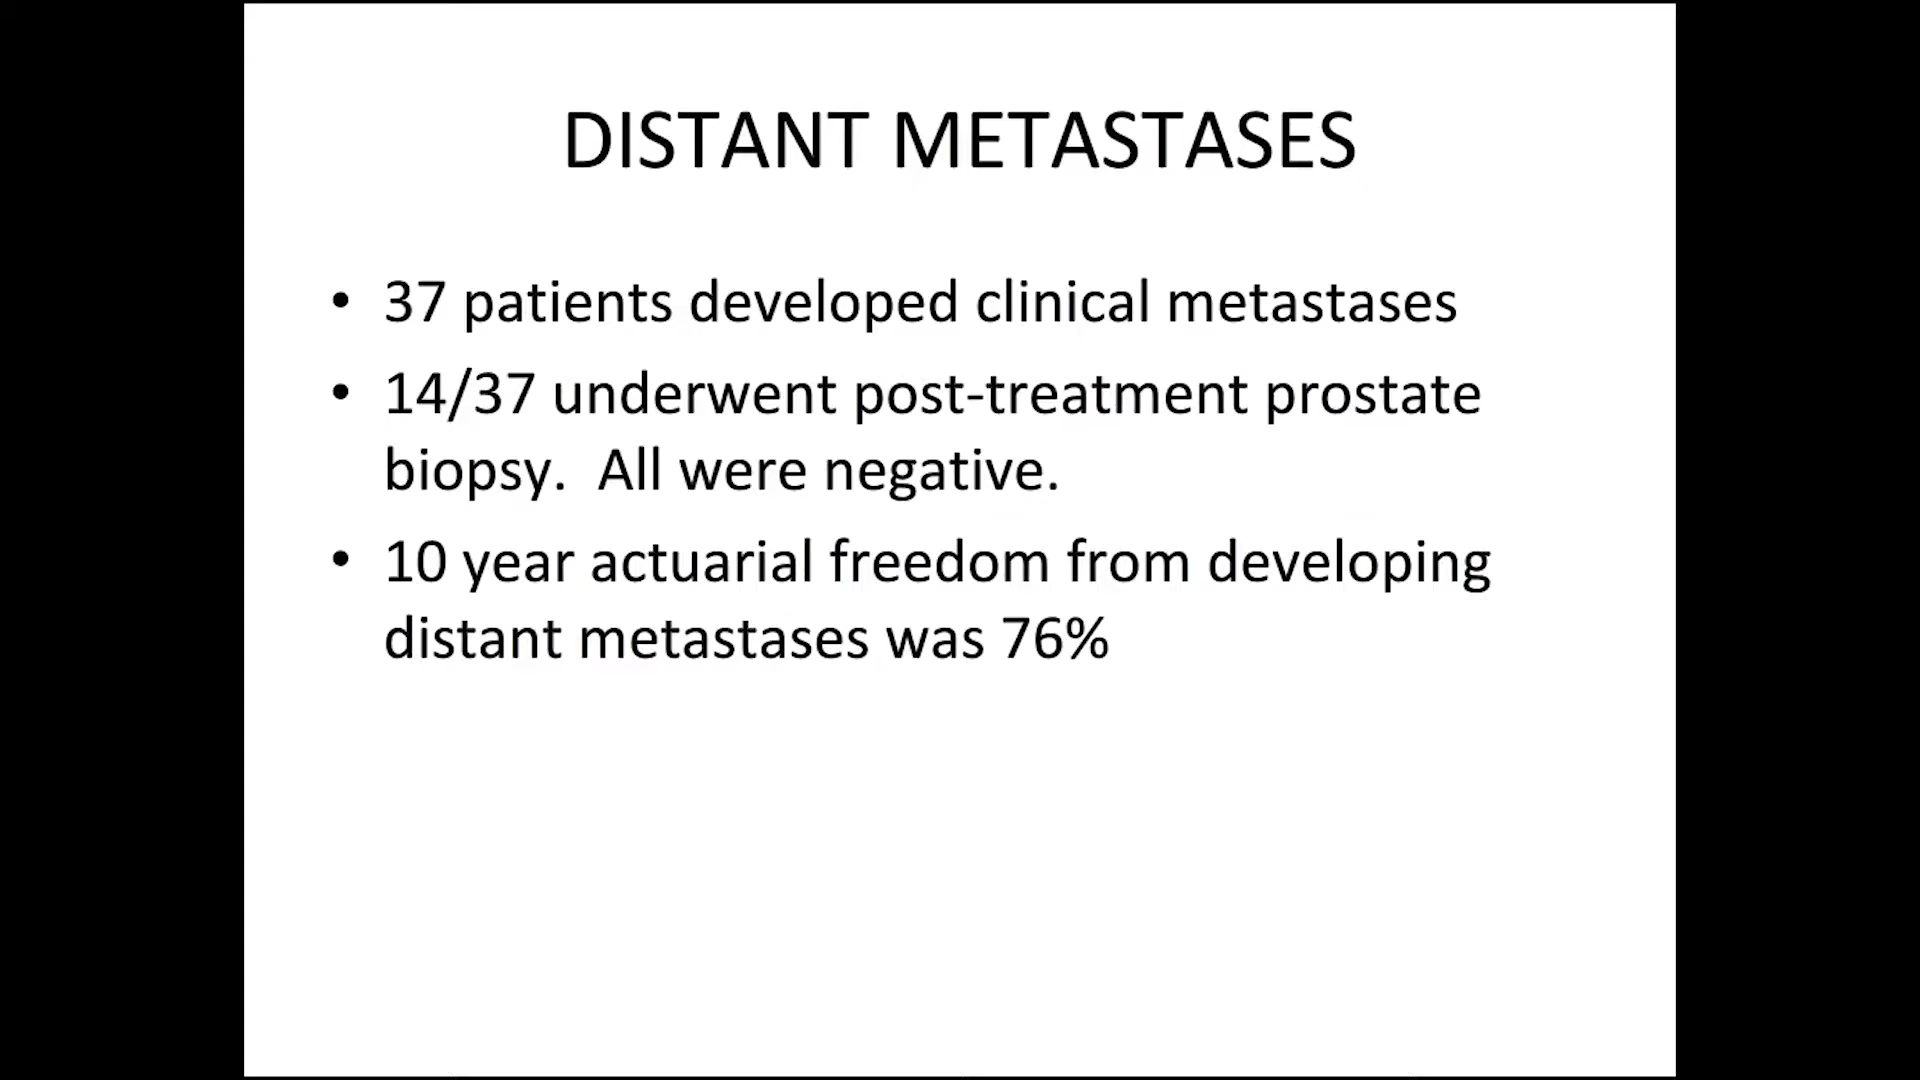 DISTANT METASTASES
• 37 patients developed clinical metastases
• 14/37 underwent post-treatment prostate
biopsy.  All were negative.
• 10 year actuarial freedom from developing
distant metastases was 76%